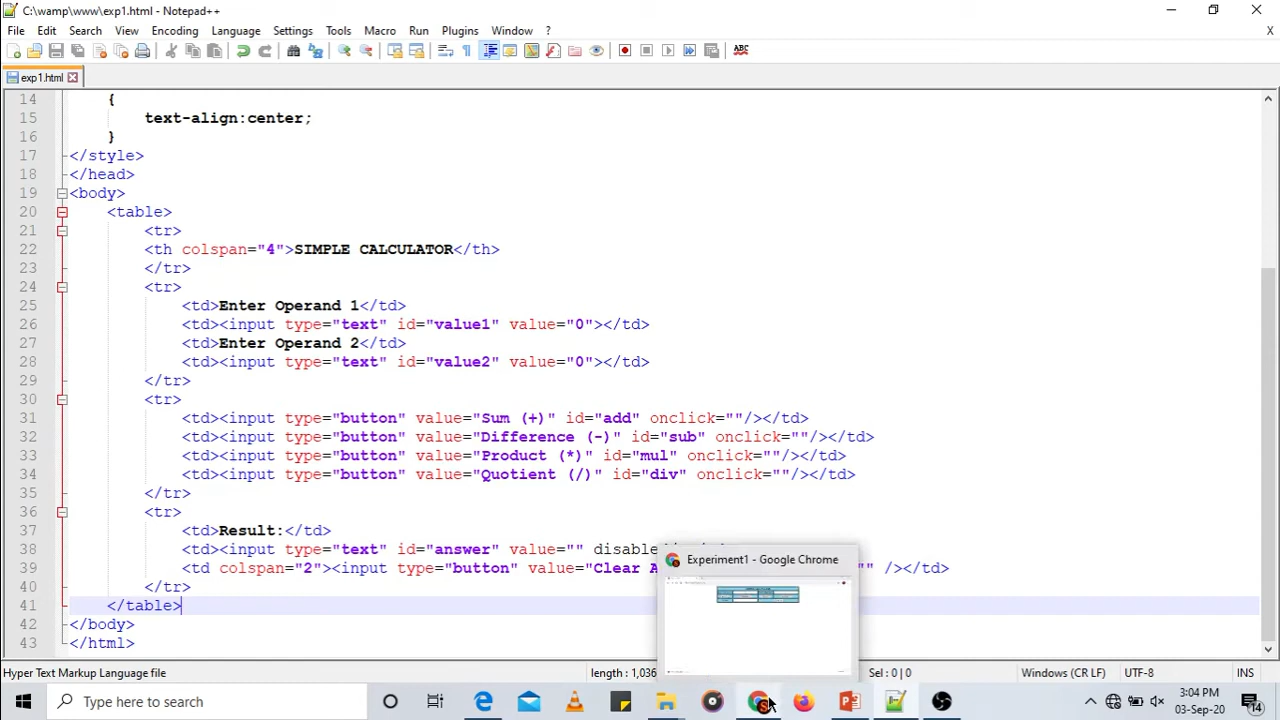 C:\wamp\www\exp1.html - Notepad++
File Edit Search View Encoding Language Settings Tools Macro Run Plugins Window ? X
ABC
exp1.html
14 {
15 text-align:center;
16 }
17 </style>
18 </head>
19 <body>
20 <table>
21 <tr>
22 <th colspan="4">SIMPLE CALCULATOR</th>
23 </tr>
24 <tr>
25 <td>Enter Operand 1</td>
26 <td><input type="text" id="value1" value="0"></td>
27 <td>Enter Operand 2</td>
28 <td><input type="text" id="value2" value="0"></td>
29 </tr>
30 <tr>
31 <td><input type="button" value="Sum (+)" id="add" onclick=""/></td>
32 <td><input type="button" value="Difference (-)" id="sub" onclick=""/></td>
33 <td><input type="button" value="Product (*)" id="mul" onclick=""/></td>
34 <td><input type="button" value="Quotient (/)" id="div" onclick=""/></td>
35 </tr>
36 <tr>
37 <td>Result:</td>
38 <td><input type="text" id="answer" value="" disable
39 <td colspan="2"><input type="button" value="Clear A "" /></td>
40 </tr>
41 </table>
42 </body>
43 </html>
Experiment1 - Google Chrome
Hyper Text Markup Language file length : 1,036 Sel : 0 | 0 Windows (CR LF) UTF-8 INS
Type here to search
3:04 PM
03-Sep-20
14